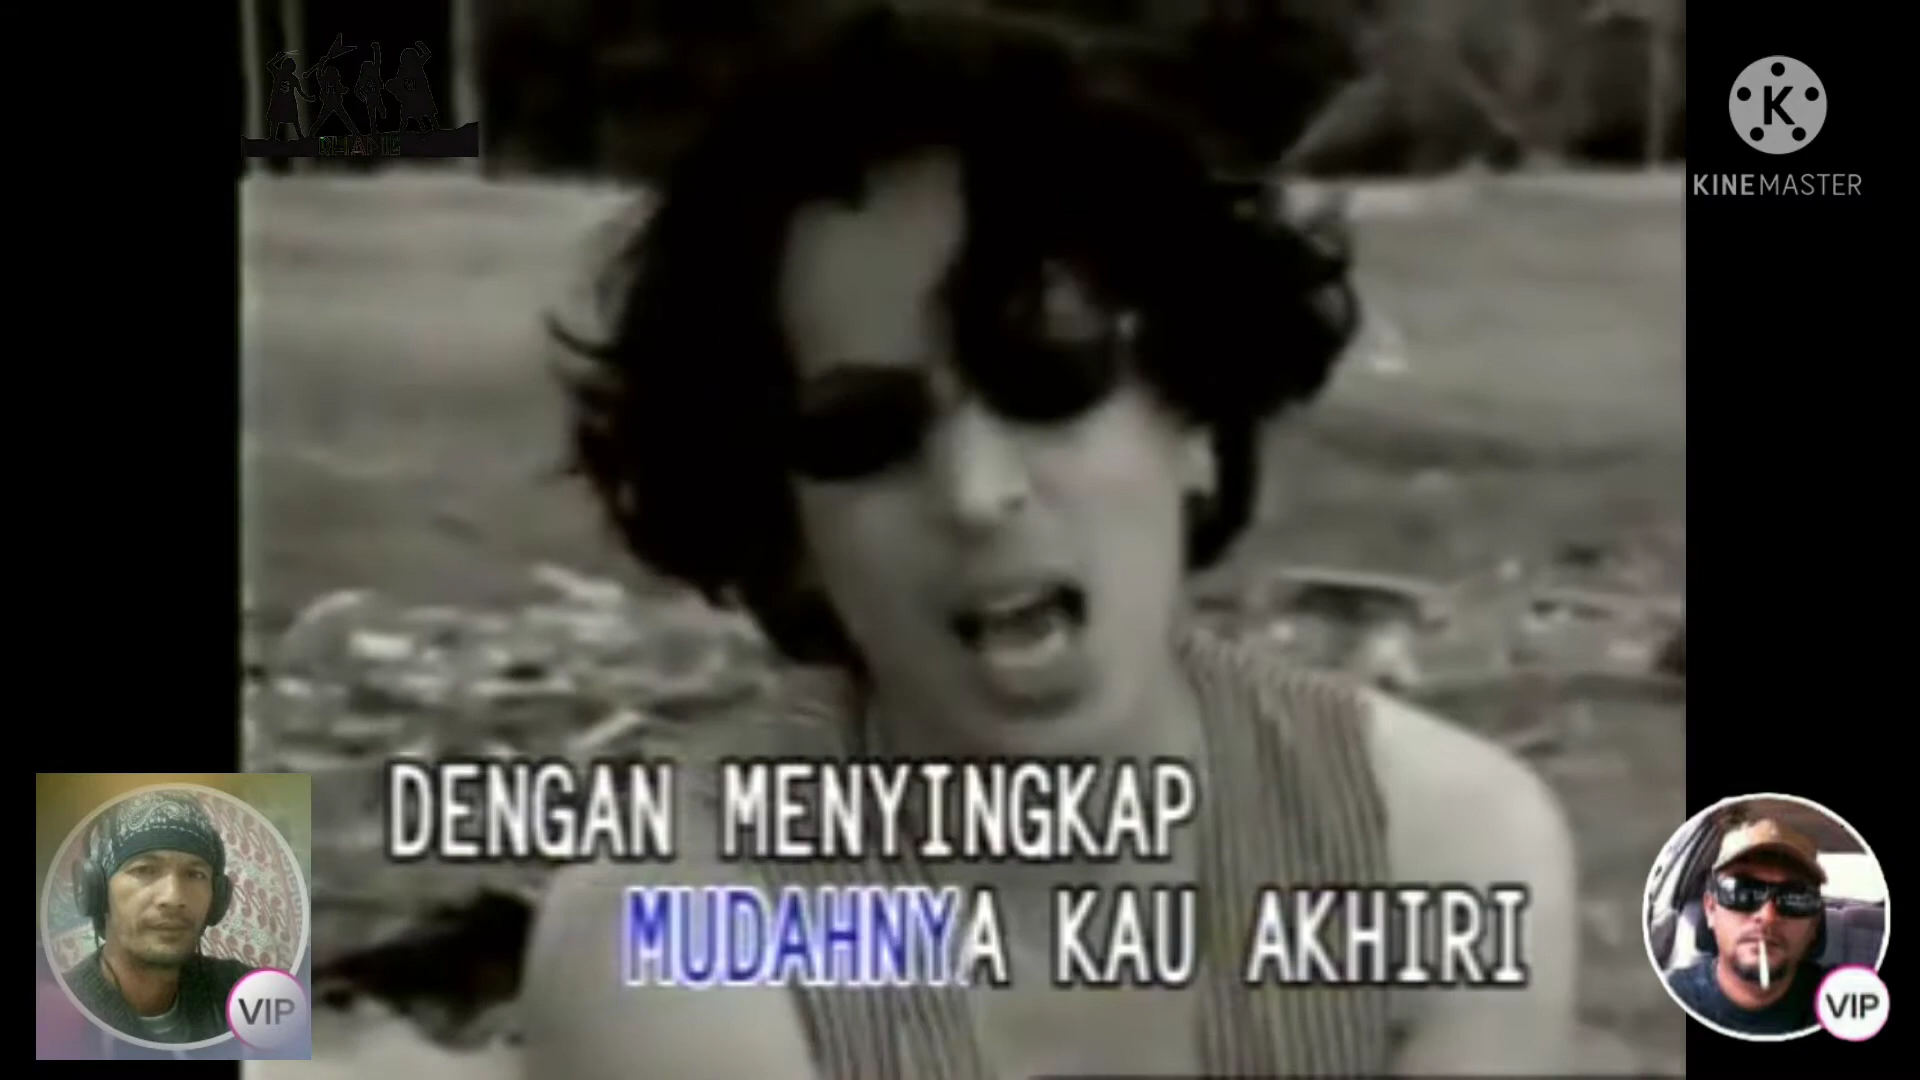 KINEMASTER
DENGAN MENYINGKAP
MUDAHNYA KAU AKHIRI
VIP
VIP